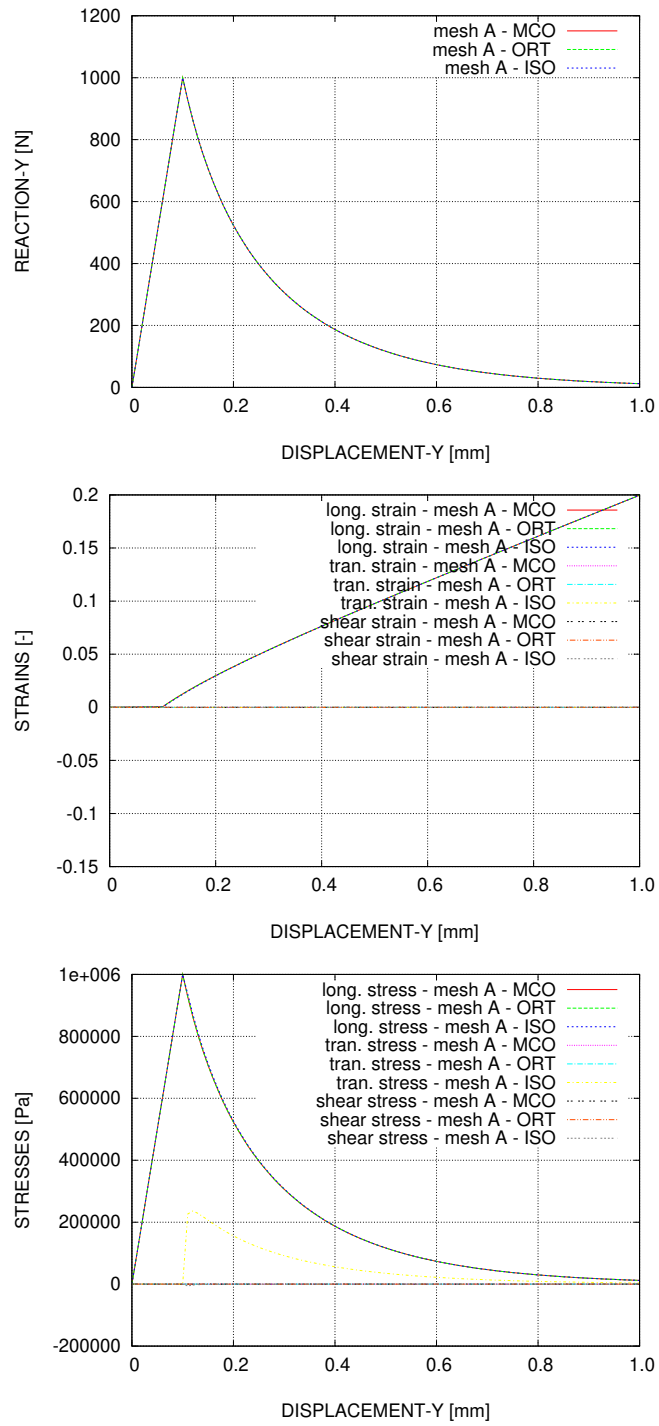 1200
1000
800
600
400
200
0
REACTION-Y [N]
mesh A - MCO
mesh A - ORT
mesh A - ISO
0 0.2 0.4 0.6 0.8 1.0
DISPLACEMENT-Y [mm]
0.2
0.15
0.1
0.05
0
-0.05
-0.1
-0.15
STRAINS [-]
long. strain - mesh A - MCO
long. strain - mesh A - ORT
long. strain - mesh A - ISO
tran. strain - mesh A - MCO
tran. strain - mesh A - ORT
tran. strain - mesh A - ISO
shear strain - mesh A - MCO
shear strain - mesh A - ORT
shear strain - mesh A - ISO
0 0.2 0.4 0.6 0.8 1.0
DISPLACEMENT-Y [mm]
1e+006
800000
600000
400000
200000
0
-200000
STRESSES [Pa]
long. stress - mesh A - MCO
long. stress - mesh A - ORT
long. stress - mesh A - ISO
tran. stress - mesh A - MCO
tran. stress - mesh A - ORT
tran. stress - mesh A - ISO
shear stress - mesh A - MCO
shear stress - mesh A - ORT
shear stress - mesh A - ISO
0 0.2 0.4 0.6 0.8 1.0
DISPLACEMENT-Y [mm]